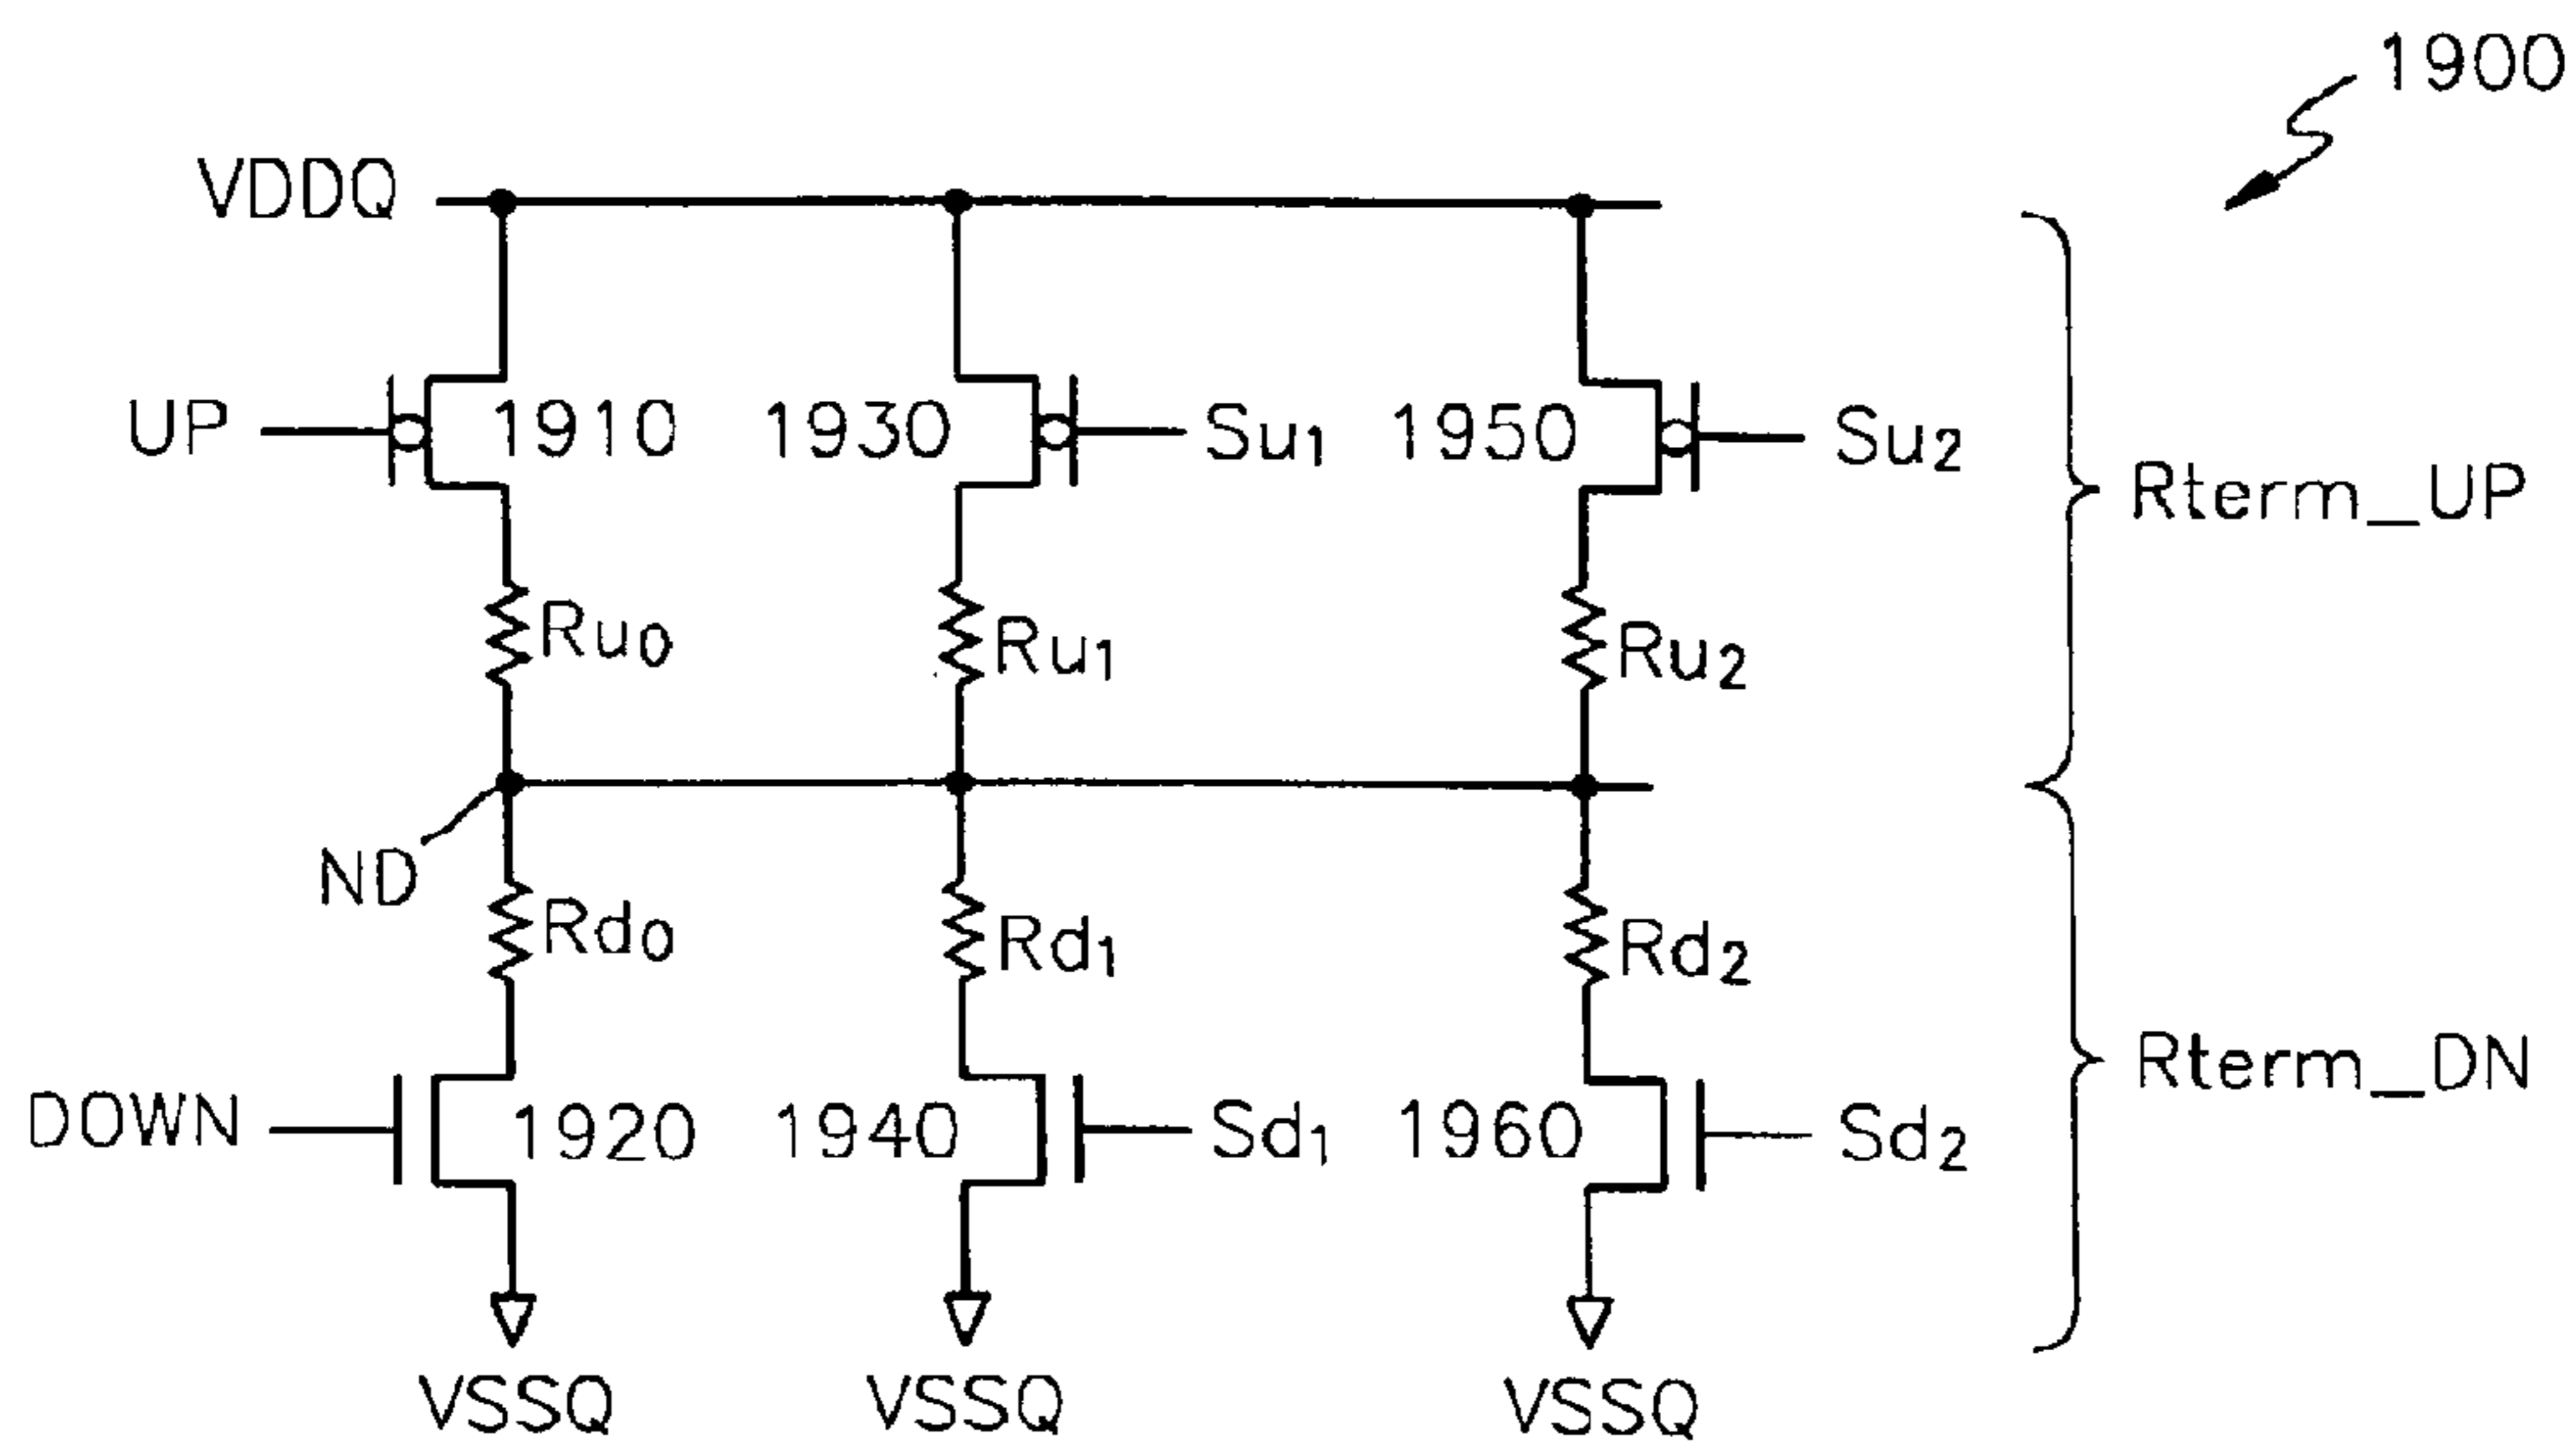 1900
VDDQ
UP
1910
1930
Su1
1950
Su2
Rterm_UP
Ru0
Ru1
Ru2
ND
Rd0
Rd1
Rd2
DOWN
1920
1940
Sd1
1960
Sd2
Rterm_DN
VSSQ
VSSQ
VSSQ